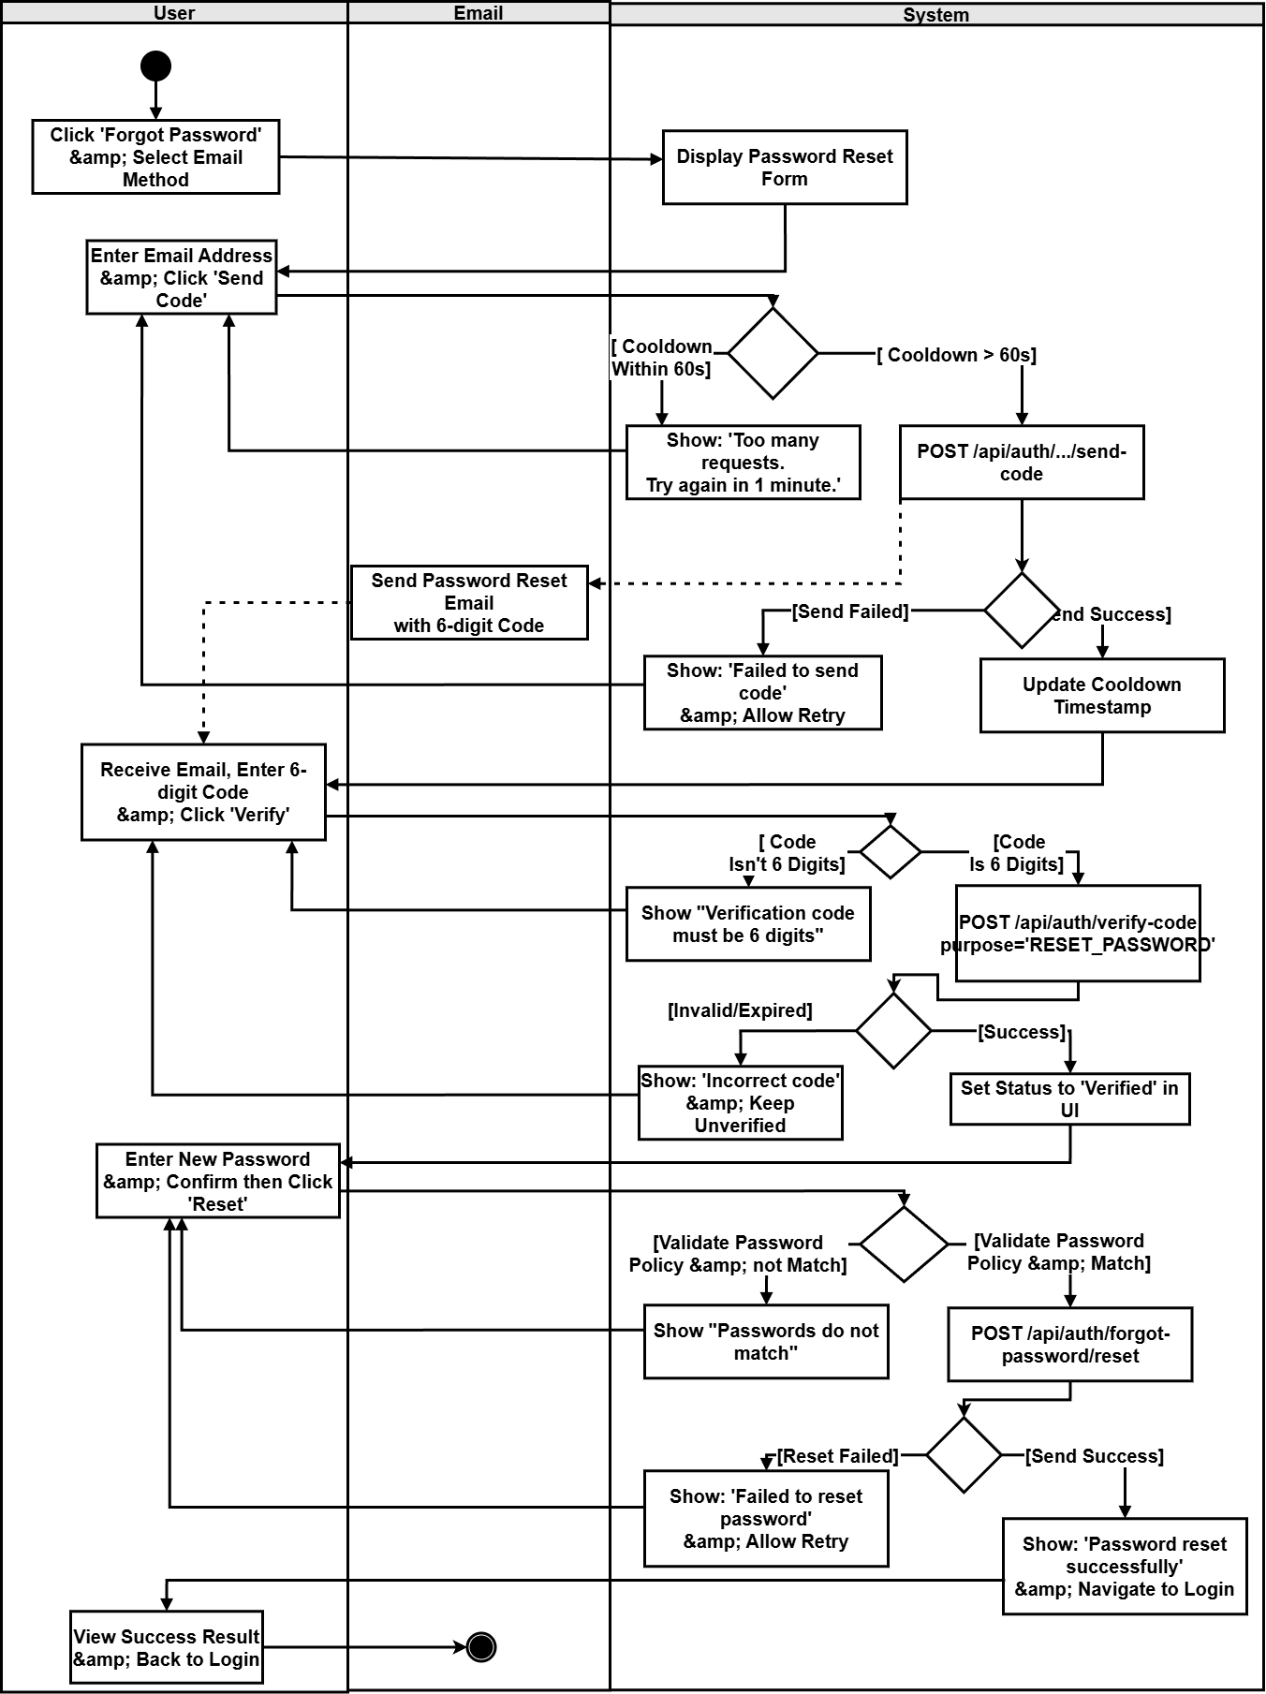 User
Email
System
Click 'Forgot Password'
&amp; Select Email
Method
Display Password Reset
Form
Enter Email Address
&amp; Click 'Send
Code'
[ Cooldown
Within 60s]
[ Cooldown > 60s]
Show: 'Too many
requests.
Try again in 1 minute.'
POST /api/auth/.../send-
code
Send Password Reset
Email
with 6-digit Code
[Send Failed]
Success]
Show: 'Failed to send
code'
&amp; Allow Retry
Update Cooldown
Timestamp
Receive Email, Enter 6-
digit Code
&amp; Click 'Verify'
[ Code
Isn't 6 Digits]
[Code
Is 6 Digits]
Show "Verification code
must be 6 digits"
POST /api/auth/verify-code
purpose='RESET_PASSWORD'
[Invalid/Expired]
[Success]
Show: 'Incorrect code'
&amp; Keep
Unverified
Set Status to 'Verified' in
UI
Enter New Password
&amp; Confirm then Click
'Reset'
[Validate Password
Policy &amp; not Match]
[Validate Password
Policy &amp; Match]
Show "Passwords do not
match"
POST /api/auth/forgot-
password/reset
[Reset Failed]
[Send Success]
Show: 'Failed to reset
password'
&amp; Allow Retry
Show: 'Password reset
successfully'
&amp; Navigate to Login
View Success Result
&amp; Back to Login